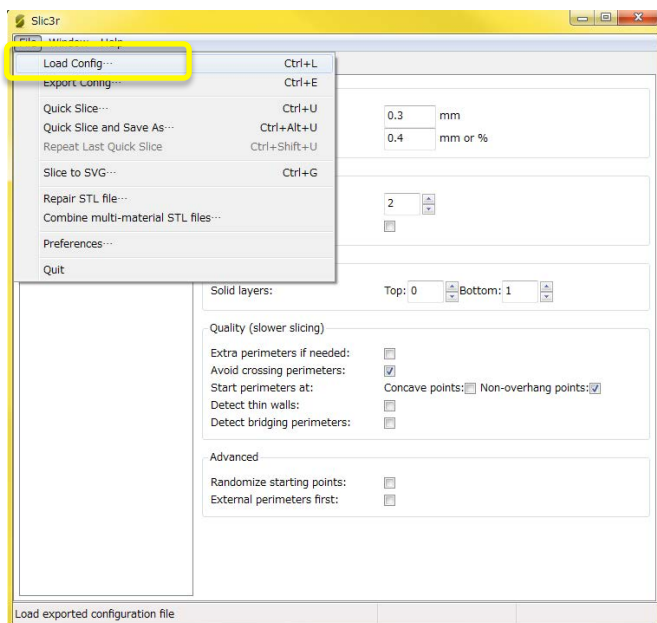 Slic3r
File Window Help
Load Config··· Ctrl+L
Export Config··· Ctrl+E
Quick Slice··· Ctrl+U
Quick Slice and Save As··· Ctrl+Alt+U
Repeat Last Quick Slice Ctrl+Shift+U
Slice to SVG··· Ctrl+G
Repair STL file···
Combine multi-material STL files···
Preferences···
Quit
0.3 mm
0.4 mm or %
2
Solid layers: Top: 0 Bottom: 1
Quality (slower slicing)
Extra perimeters if needed:
Avoid crossing perimeters:
Start perimeters at: Concave points: Non-overhang points:
Detect thin walls:
Detect bridging perimeters:
Advanced
Randomize starting points:
External perimeters first:
Load exported configuration file